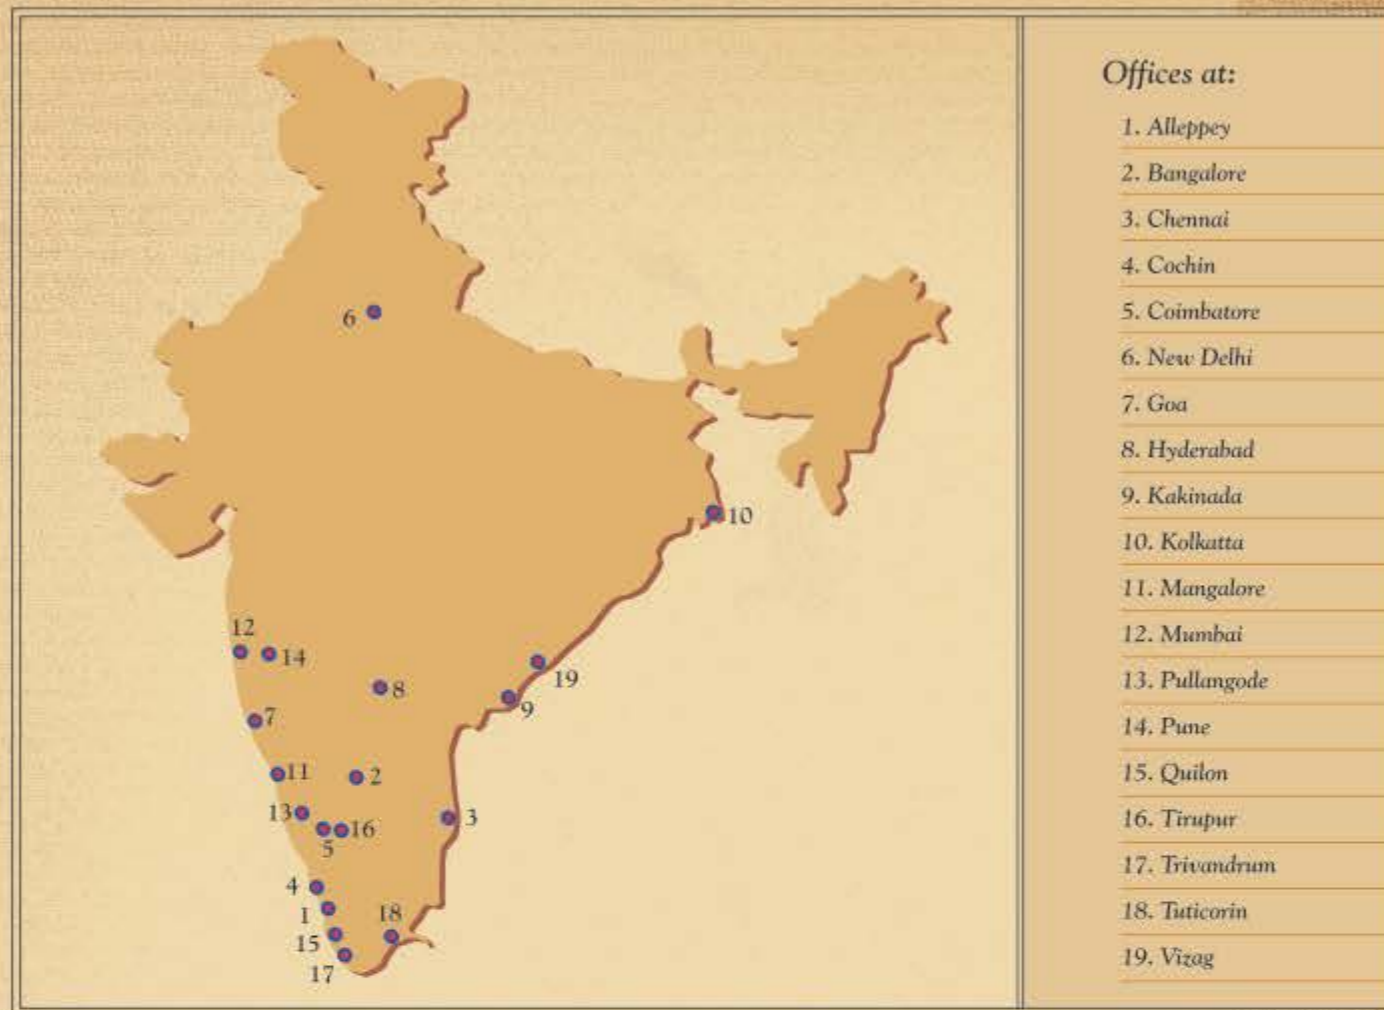 Offices at:
1. Alleppey
2. Bangalore
3. Chennai
4. Cochin
5. Coimbatore
6. New Delhi
7. Goa
8. Hyderabad
9. Kakinada
10. Kolkatta
11. Mangalore
12. Mumbai
13. Pullangode
14. Pune
15. Quilon
16. Tirupur
17. Trivandrum
18. Tuticorin
19. Vizag
6
10
12
14
19
8
9
7
11
2
13
3
16
5
4
1
18
15
17